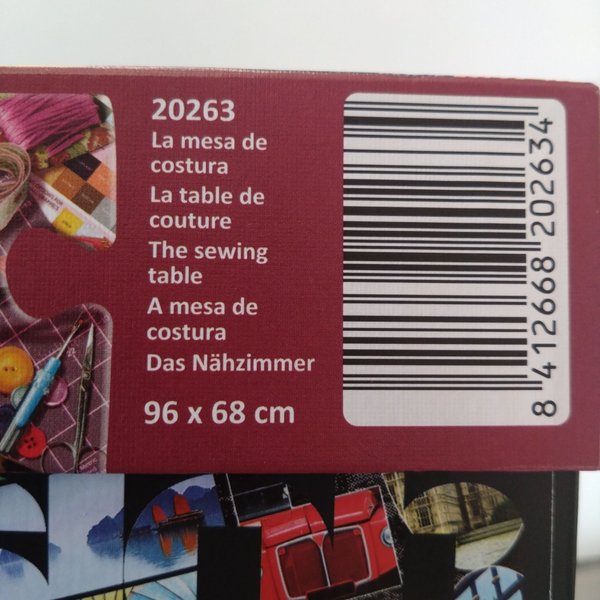 20263
La mesa de
costura
La table de
couture
The sewing
table
A mesa de
costura
Das Nähzimmer
96 x 68 cm
8 412668 202634